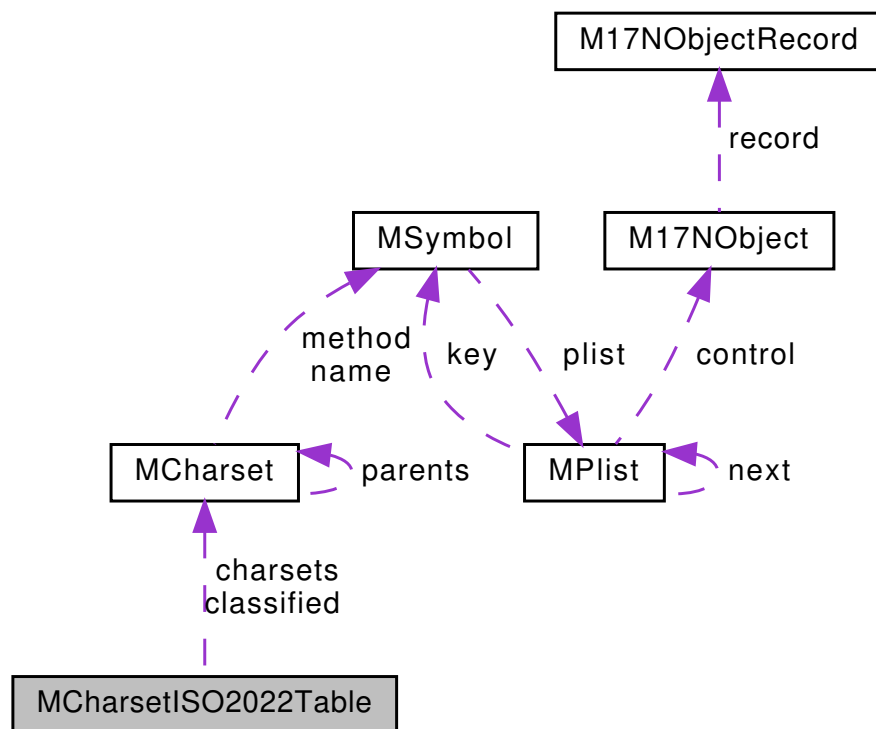 M17NObjectRecord
record
MSymbol
M17NObject
method
name
key
plist
control
MCharset
parents
MPlist
next
charsets
classified
MCharsetISO2022Table